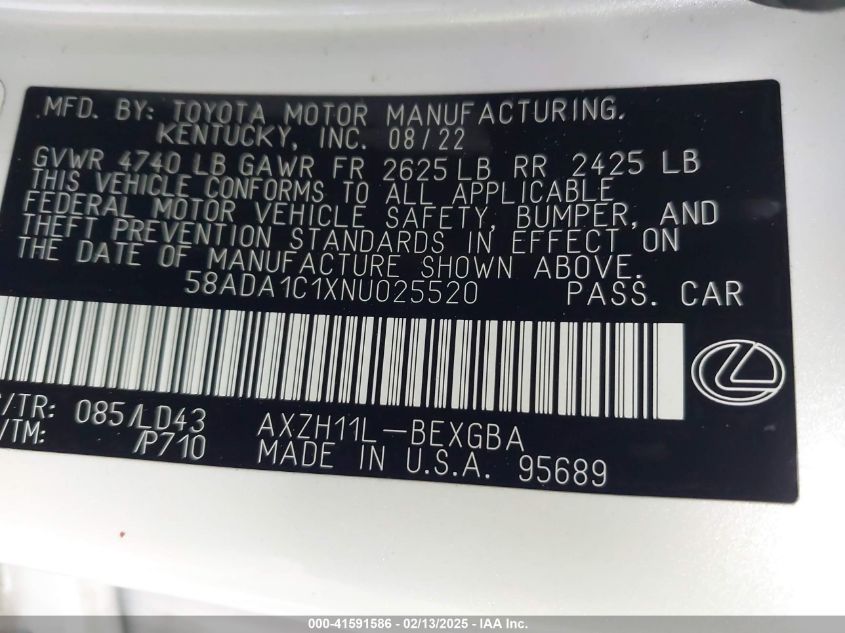 MFD. BY: TOYOTA MOTOR MANUFACTURING,
KENTUCKY, INC. 08/22
GVWR 4740 LB GAWR FR 2625 LB RR 2425 LB
THIS VEHICLE CONFORMS TO ALL APPLICABLE
FEDERAL MOTOR VEHICLE SAFETY, BUMPER, AND
THEFT PREVENTION STANDARDS IN EFFECT ON
THE DATE OF MANUFACTURE SHOWN ABOVE.
58ADA1C1XNU025520 PASS. CAR
/TR: 085/LD43 AXZH11L-BEXGBA
/TM: /P710 MADE IN U.S.A. 95689
000-41591586 - 02/13/2025 - IAA Inc.